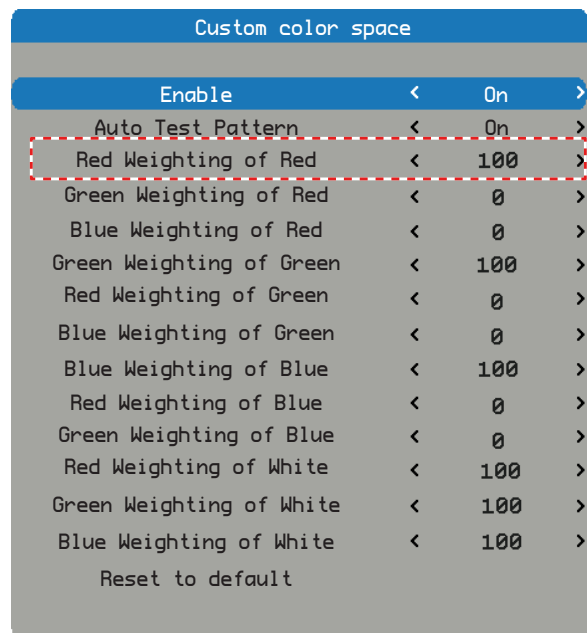 Custom color space
Enable < On >
Auto Test Pattern < On >
Red Weighting of Red < 100 >
Green Weighting of Red < 0 >
Blue Weighting of Red < 0 >
Green Weighting of Green < 100 >
Red Weighting of Green < 0 >
Blue Weighting of Green < 0 >
Blue Weighting of Blue < 100 >
Red Weighting of Blue < 0 >
Green Weighting of Blue < 0 >
Red Weighting of White < 100 >
Green Weighting of White < 100 >
Blue Weighting of White < 100 >
Reset to default